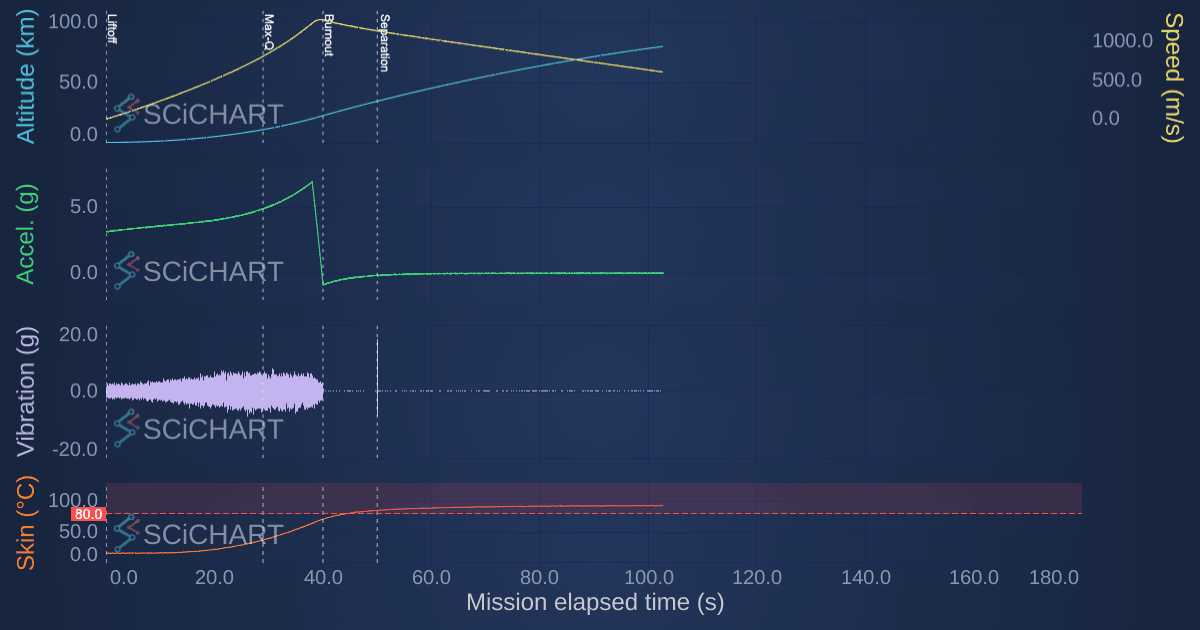 Altitude (km)
100.0
50.0
0.0
Liftoff
Max-Q
Burnout
Separation
SCiCHART
1000.0
500.0
0.0
Speed (m/s)
Accel. (g)
5.0
0.0
SCiCHART
Vibration (g)
20.0
0.0
-20.0
SCiCHART
Skin (°C)
100.0
80.0
50.0
0.0
SCiCHART
0.0 20.0 40.0 60.0 80.0 100.0 120.0 140.0 160.0 180.0
Mission elapsed time (s)